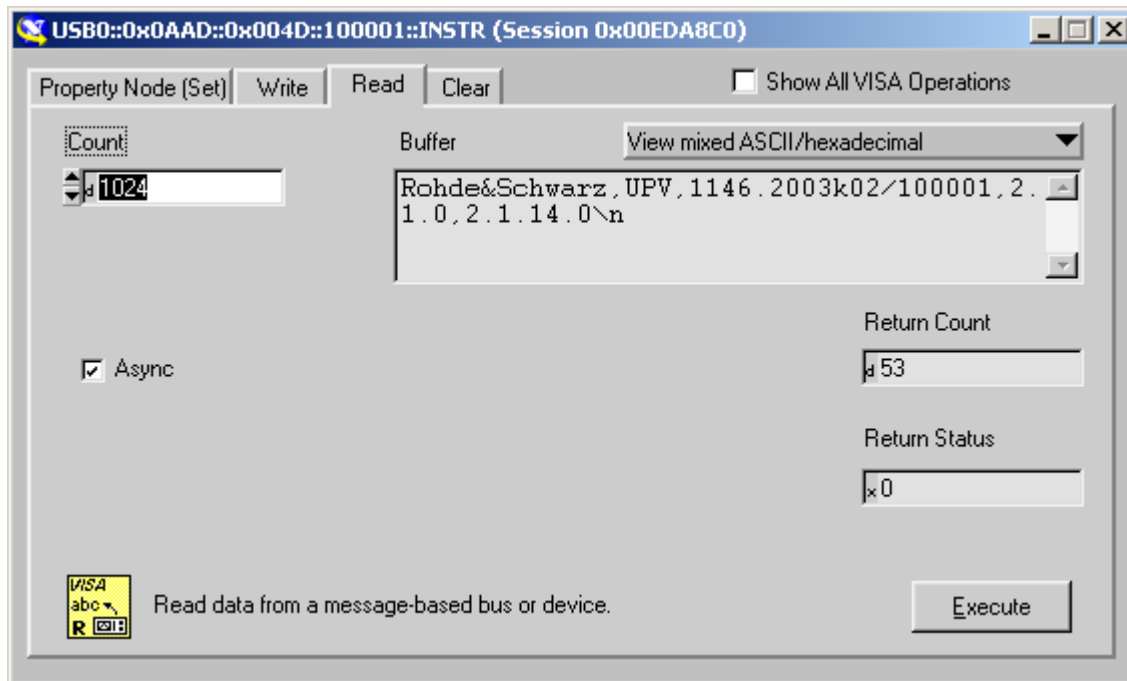 USB0::0x0AAD::0x004D::100001::INSTR (Session 0x00EDA8C0)
Property Node (Set) Write Read Clear
Show All VISA Operations
Count
1024
Buffer
View mixed ASCII/hexadecimal
Rohde&Schwarz,UPV,1146.2003k02/100001,2.
1.0,2.1.14.0\n
Return Count
d 53
Async
Return Status
x 0
VISA
abc
R
Read data from a message-based bus or device.
Execute